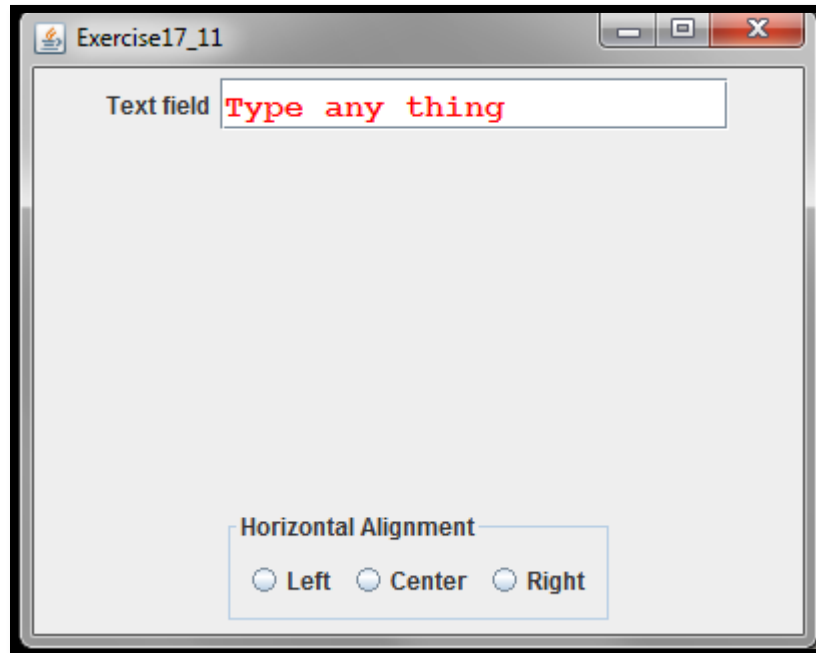 Exercise17_11
Text field Type any thing
Horizontal Alignment
Left Center Right